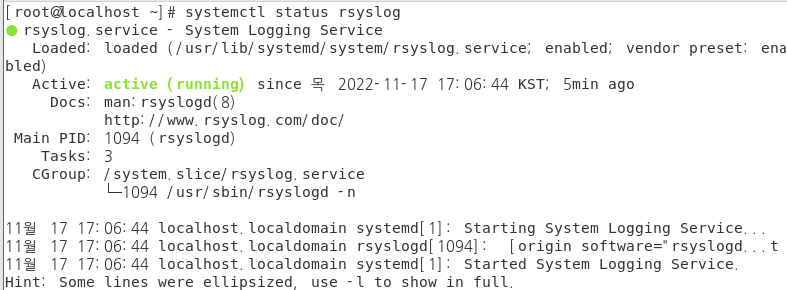 [root@localhost ~]# systemctl status rsyslog
● rsyslog.service - System Logging Service
   Loaded: loaded (/usr/lib/systemd/system/rsyslog.service; enabled; vendor preset: ena
bled)
   Active: active (running) since 목 2022-11-17 17:06:44 KST; 5min ago
     Docs: man:rsyslogd(8)
           http://www.rsyslog.com/doc/
 Main PID: 1094 (rsyslogd)
    Tasks: 3
   CGroup: /system.slice/rsyslog.service
           └─1094 /usr/sbin/rsyslogd -n
11월 17 17:06:44 localhost.localdomain systemd[1]: Starting System Logging Service...
11월 17 17:06:44 localhost.localdomain rsyslogd[1094]: [origin software="rsyslogd...t
11월 17 17:06:44 localhost.localdomain systemd[1]: Started System Logging Service.
Hint: Some lines were ellipsized, use -l to show in full.